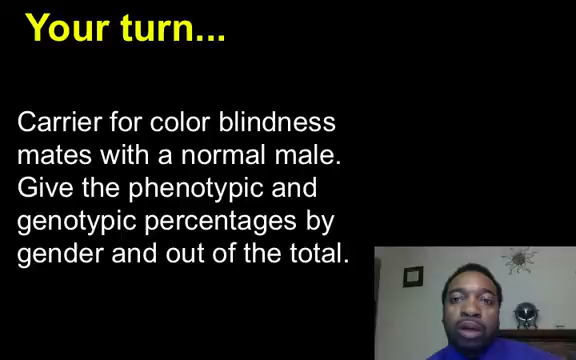 Your turn...
Carrier for color blindness
mates with a normal male.
Give the phenotypic and
genotypic percentages by
gender and out of the total.